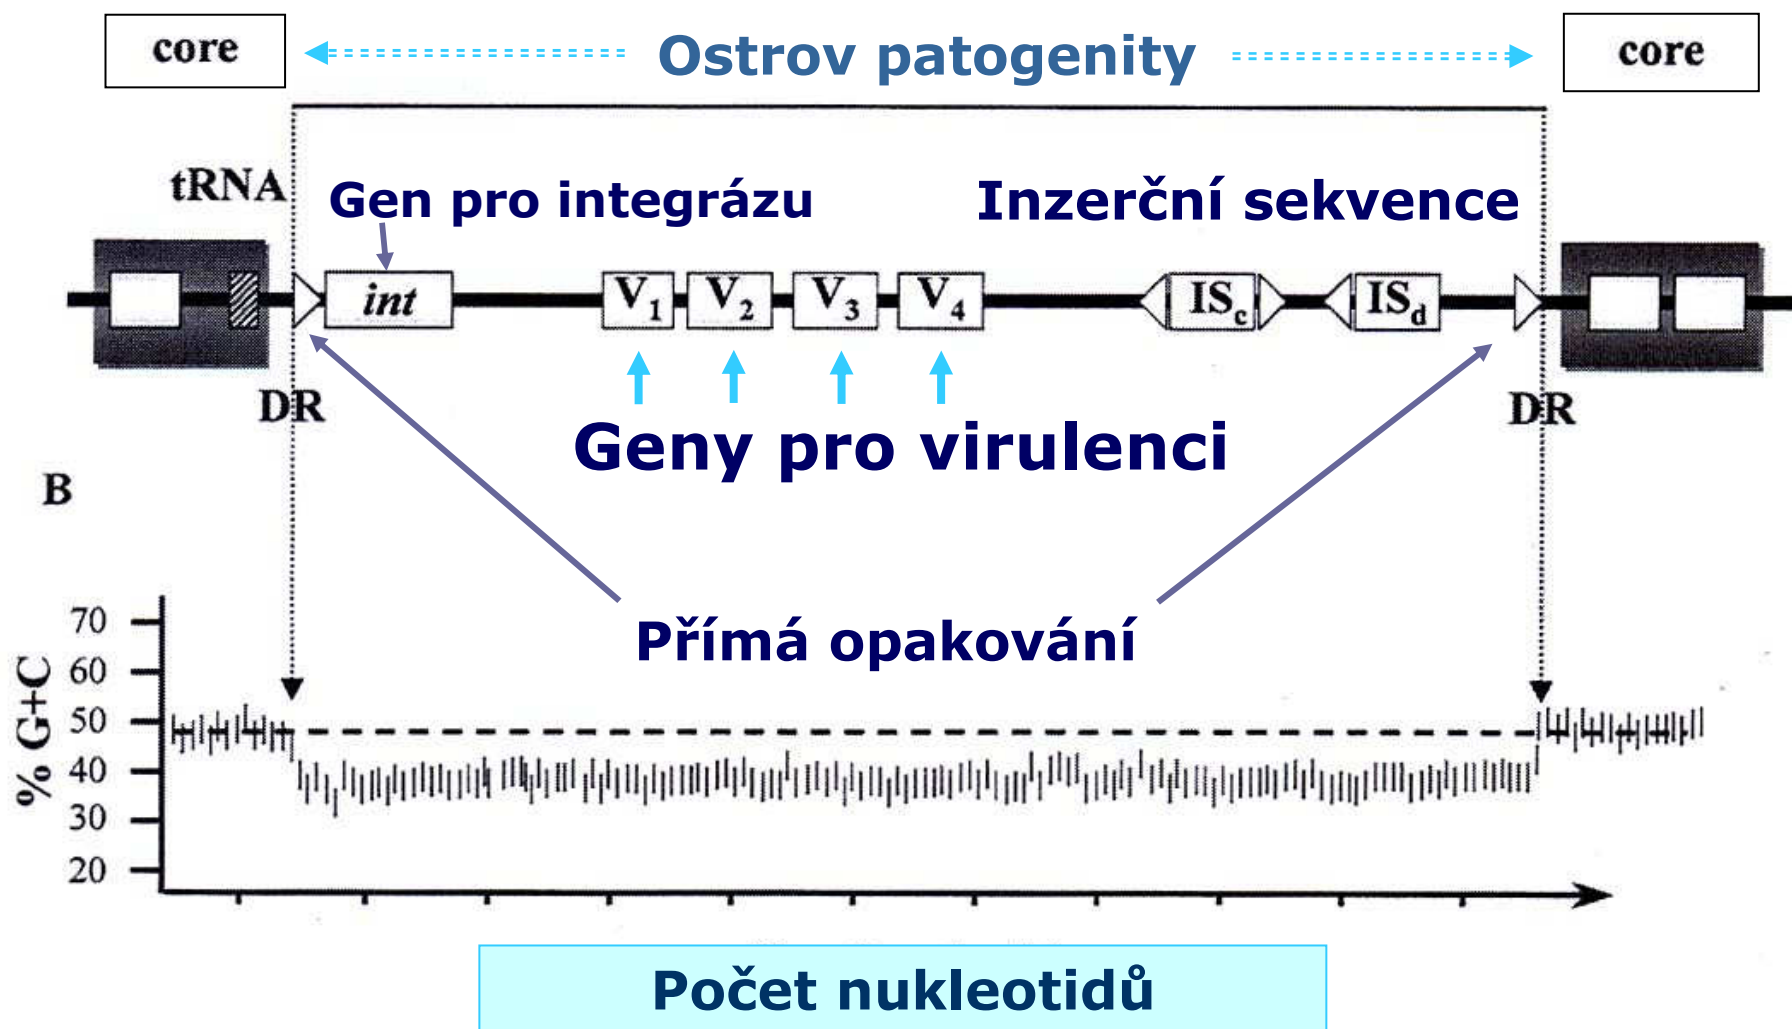 core
Ostrov patogenity
core
tRNA
Gen pro integrázu
Inzerční sekvence
int
V1
V2
V3
V4
ISc
ISd
DR
DR
Geny pro virulenci
B
Přímá opakování
% G+C
70
60
50
40
30
20
Počet nukleotidů